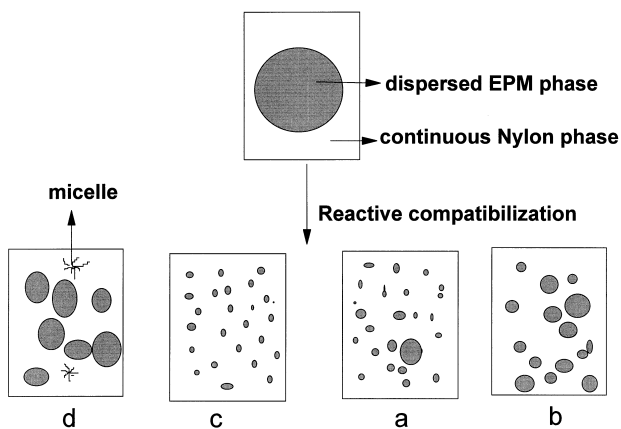 dispersed EPM phase
continuous Nylon phase
micelle
Reactive compatibilization
d
c
a
b